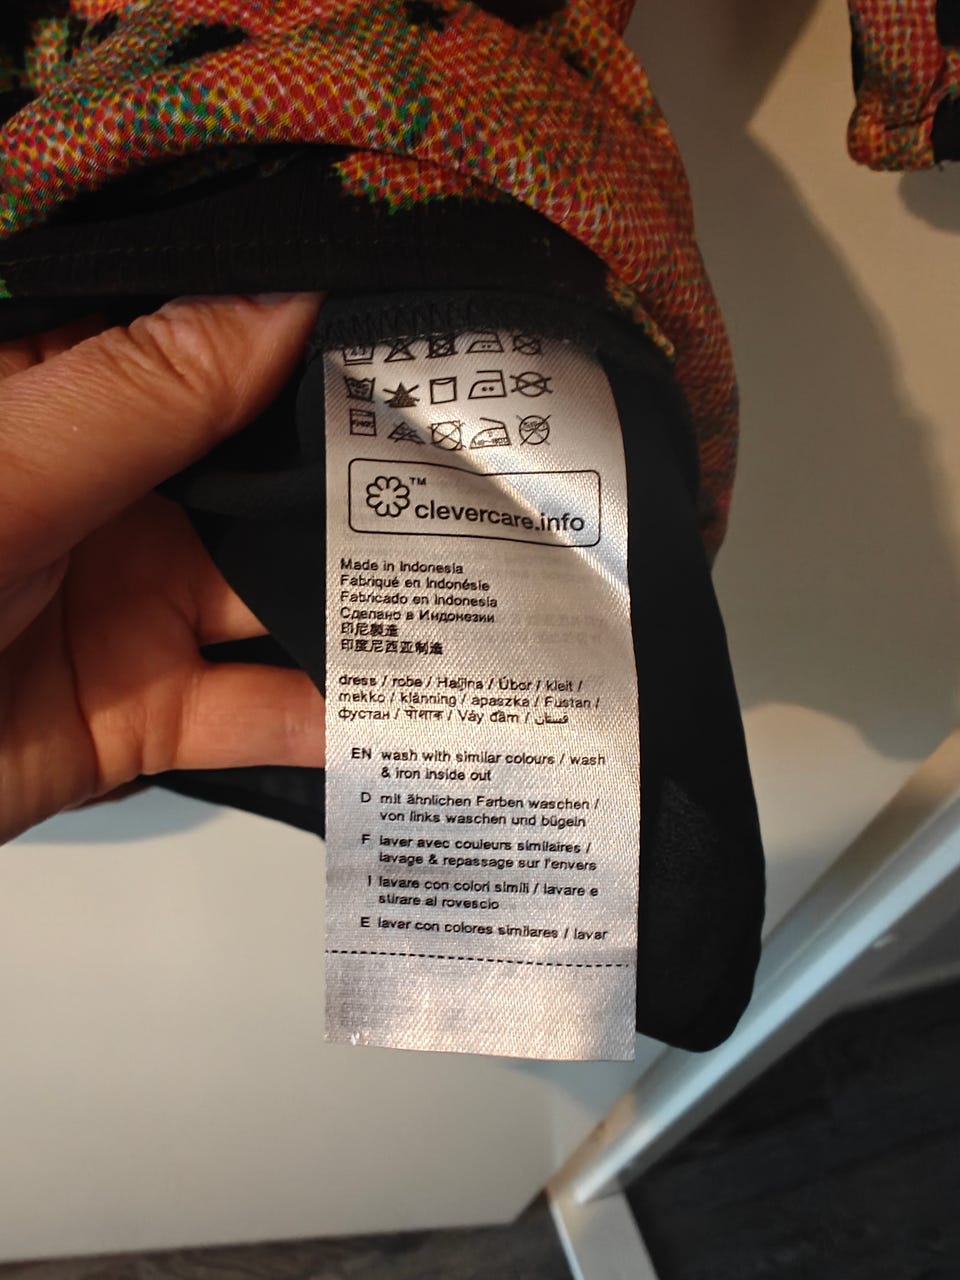 TM
clevercare.info
Made in Indonesia
Fabriqué en Indonésie
Fabricado en Indonesia
Сделано в Индонезии
印尼製造
印度尼西亚制造
dress / robe / Haljina / Úbor / kleit /
mekko / klänning / apaszka / Fustan /
фустан / पोशाक / Váy đầm / فستان
EN wash with similar colours / wash
& iron inside out
D mit ähnlichen Farben waschen /
von links waschen und bügeln
F laver avec couleurs similaires /
lavage & repassage sur l'envers
I lavare con colori simili / lavare e
stirare al rovescio
E lavar con colores similares / lavar